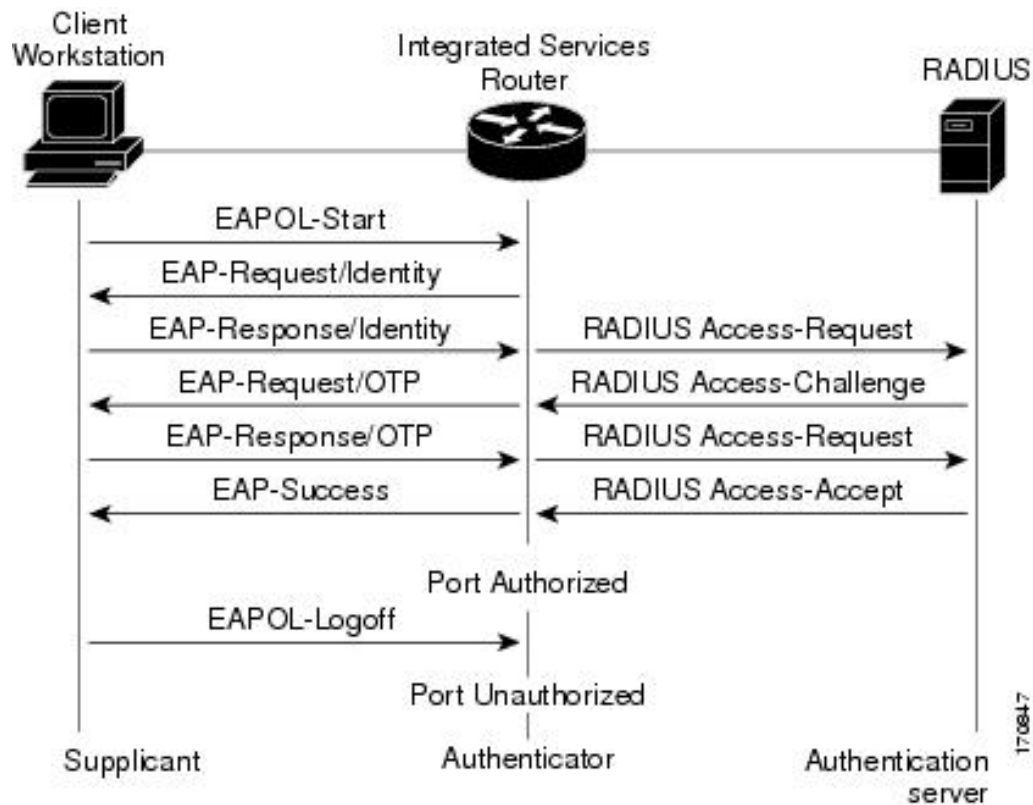 Client
Workstation
Integrated Services
Router
RADIUS
EAPOL-Start
EAP-Request/Identity
EAP-Response/Identity
RADIUS Access-Request
EAP-Request/OTP
RADIUS Access-Challenge
EAP-Response/OTP
RADIUS Access-Request
EAP-Success
RADIUS Access-Accept
Port Authorized
EAPOL-Logoff
Port Unauthorized
Supplicant
Authenticator
Authentication
server
170847